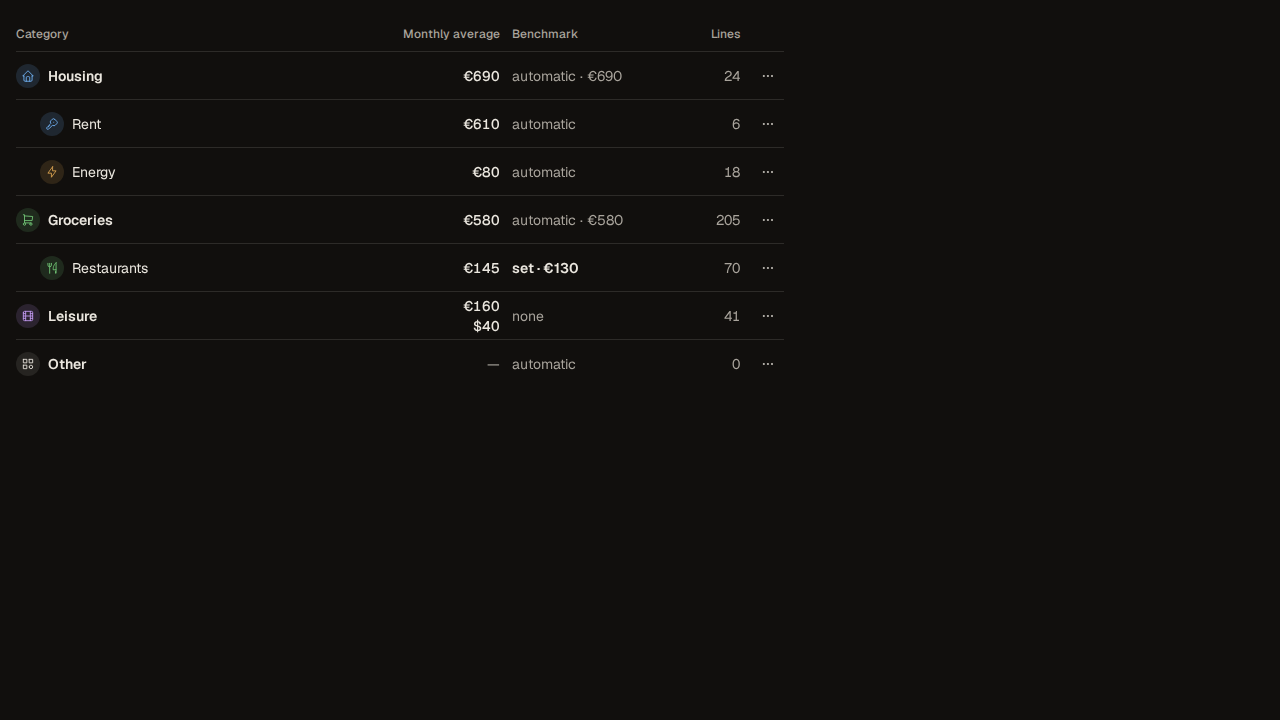 Category Monthly average Benchmark Lines
Housing €690 automatic · €690 24 ···
Rent €610 automatic 6 ···
Energy €80 automatic 18 ···
Groceries €580 automatic · €580 205 ···
Restaurants €145 set · €130 70 ···
Leisure €160 none 41 ···
$40
Other — automatic 0 ···